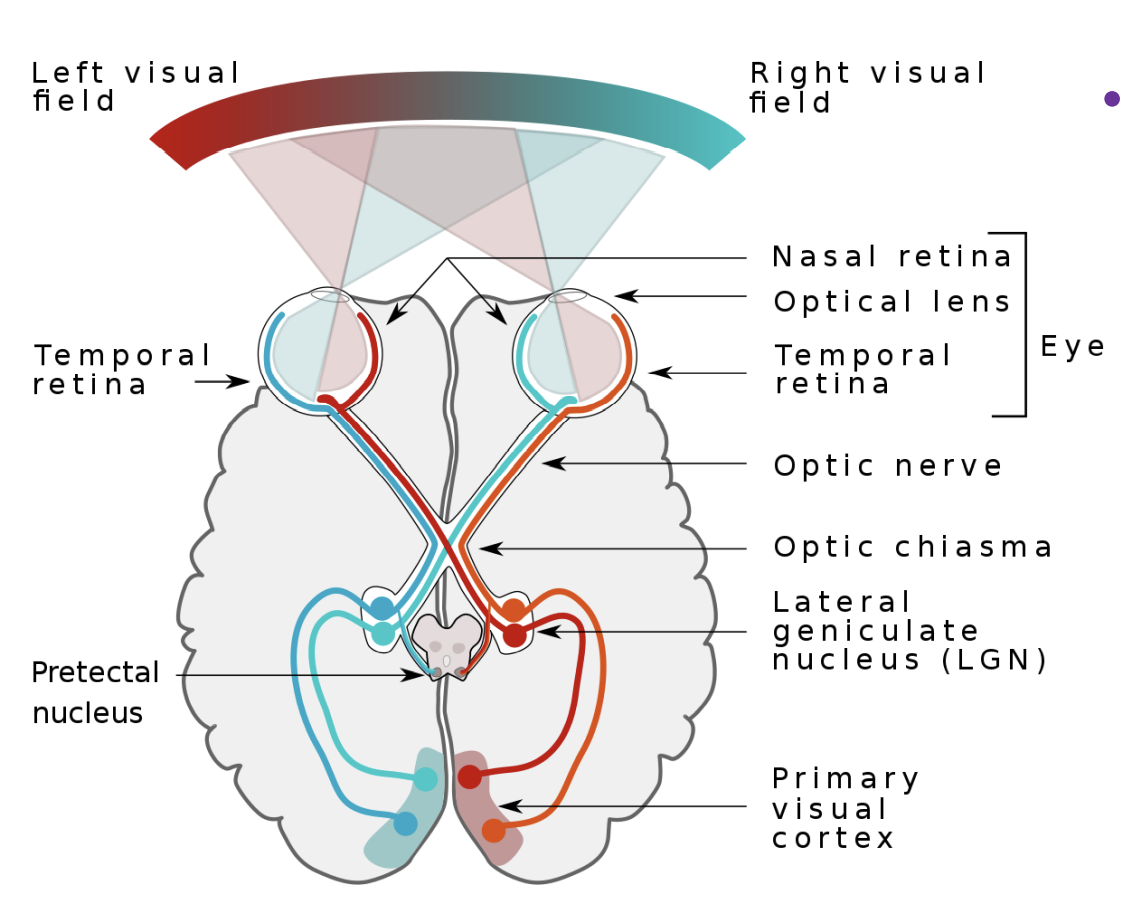 Left visual
field
Right visual
field
Nasal retina
Optical lens
Temporal
retina
Eye
Temporal
retina
Optic nerve
Optic chiasma
Lateral
geniculate
nucleus (LGN)
Pretectal
nucleus
Primary
visual
cortex